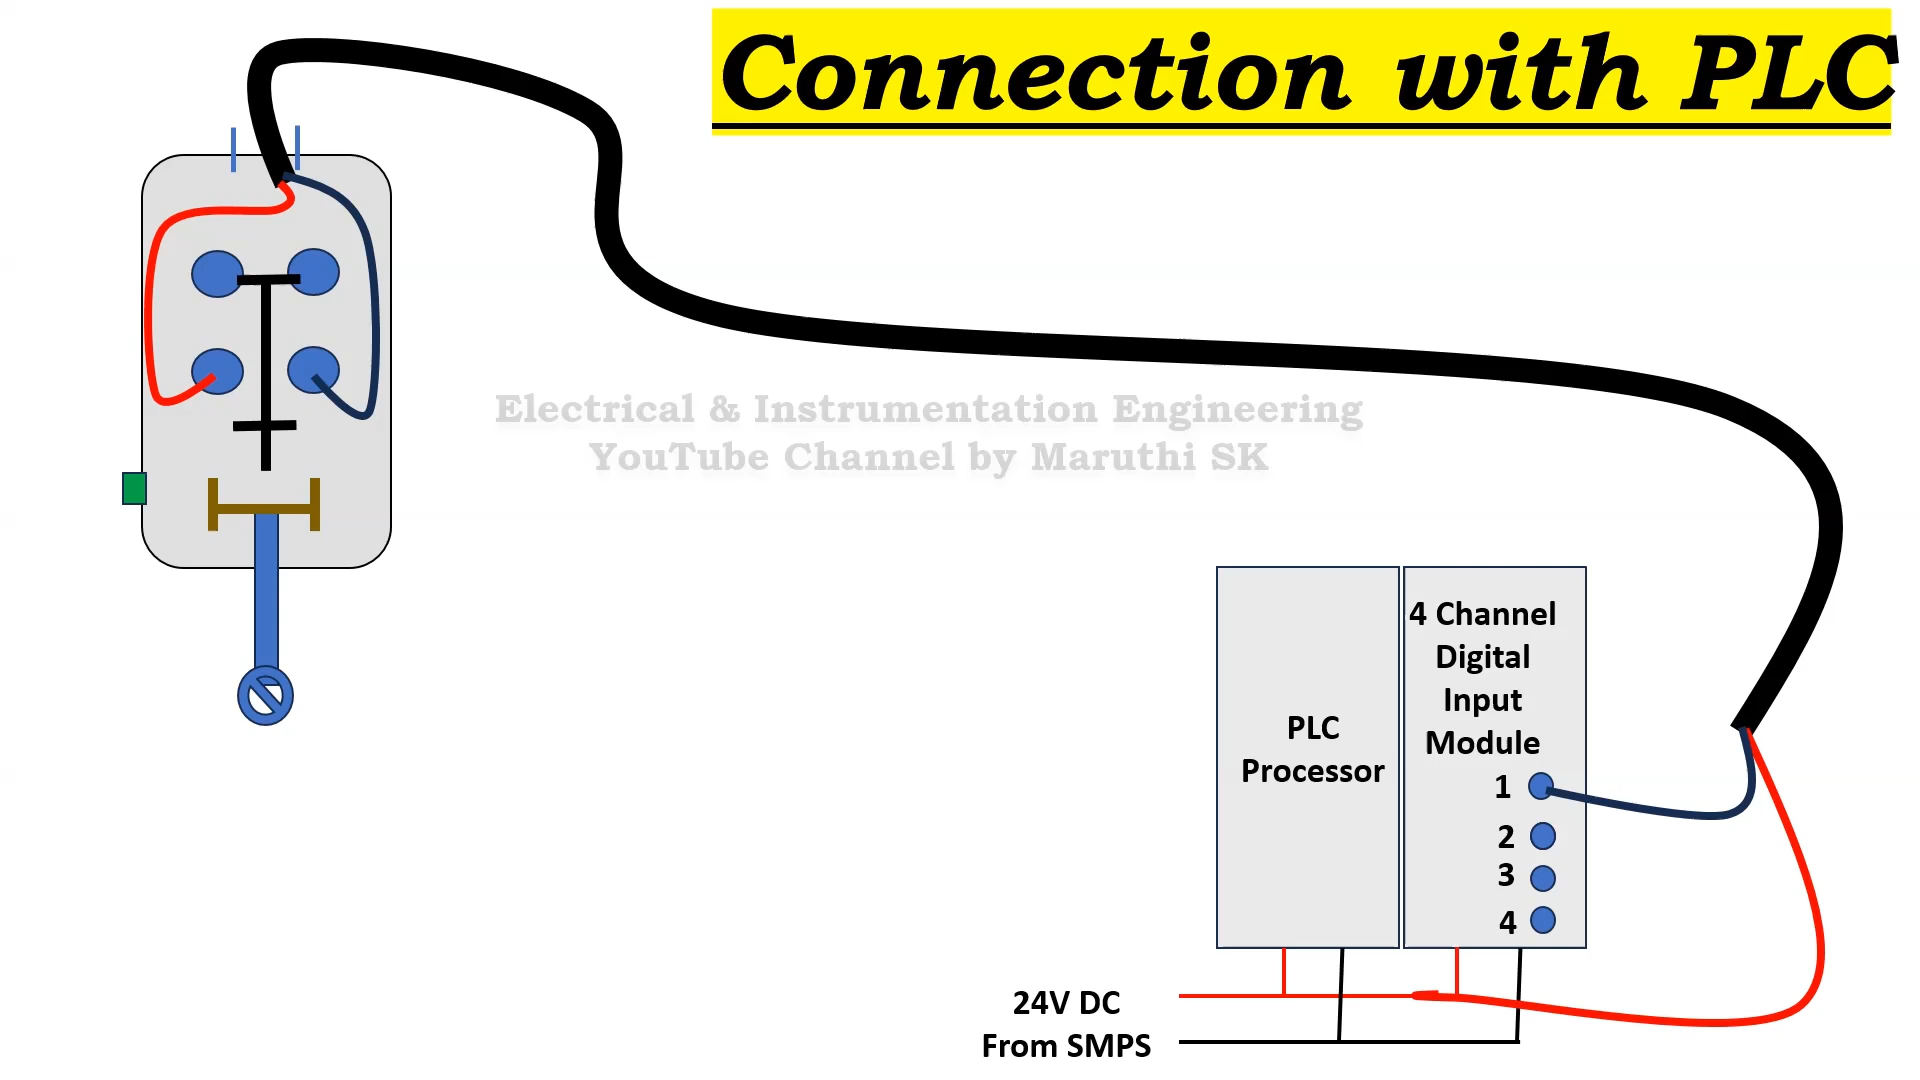 Connection with PLC
Electrical & Instrumentation Engineering
YouTube Channel by Maruthi SK
4 Channel
Digital
Input
Module
PLC
Processor
1
2
3
4
24V DC
From SMPS